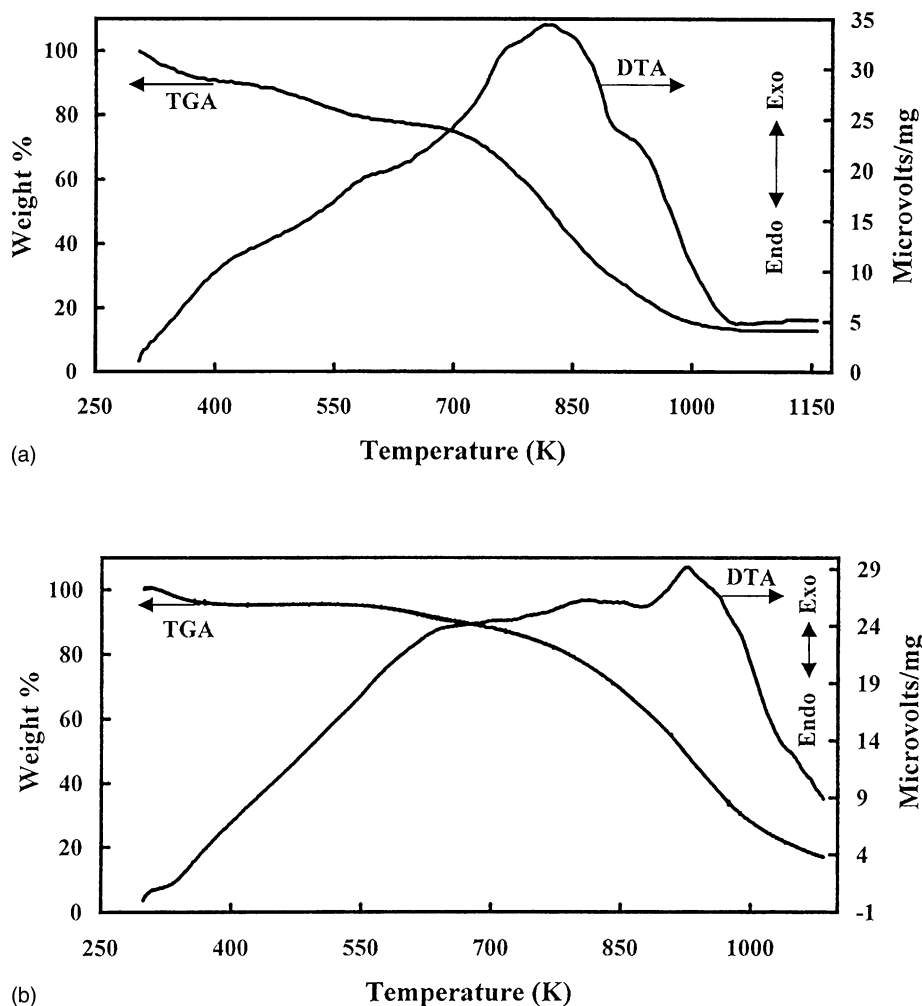 100
80
60
40
20
0
Weight %
TGA
DTA
Exo
Endo
35
30
25
20
15
10
5
0
Microvolts/mg
250 400 550 700 850 1000 1150
Temperature (K)
(a)
100
80
60
40
20
0
Weight %
TGA
DTA
Exo
Endo
29
24
19
14
9
4
-1
Microvolts/mg
250 400 550 700 850 1000
Temperature (K)
(b)